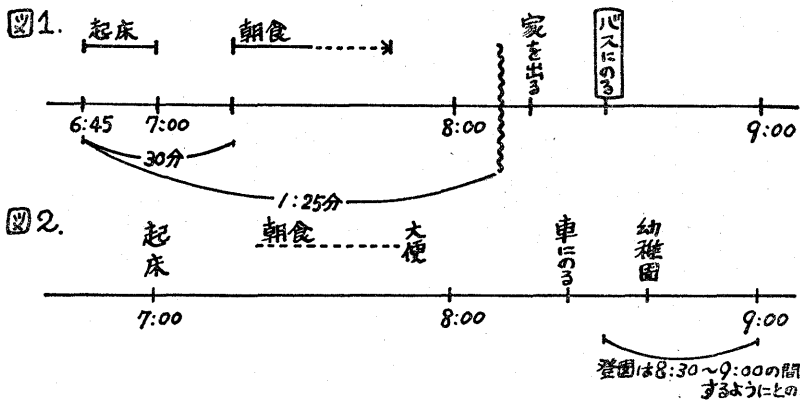 図1.
起床
朝食
家を出る
バスにのる
6:45
7:00
8:00
9:00
30分
1:25分
図2.
起床
朝食
大便
車にのる
幼稚園
7:00
8:00
9:00
登園は8:30〜9:00の間
するようにとの